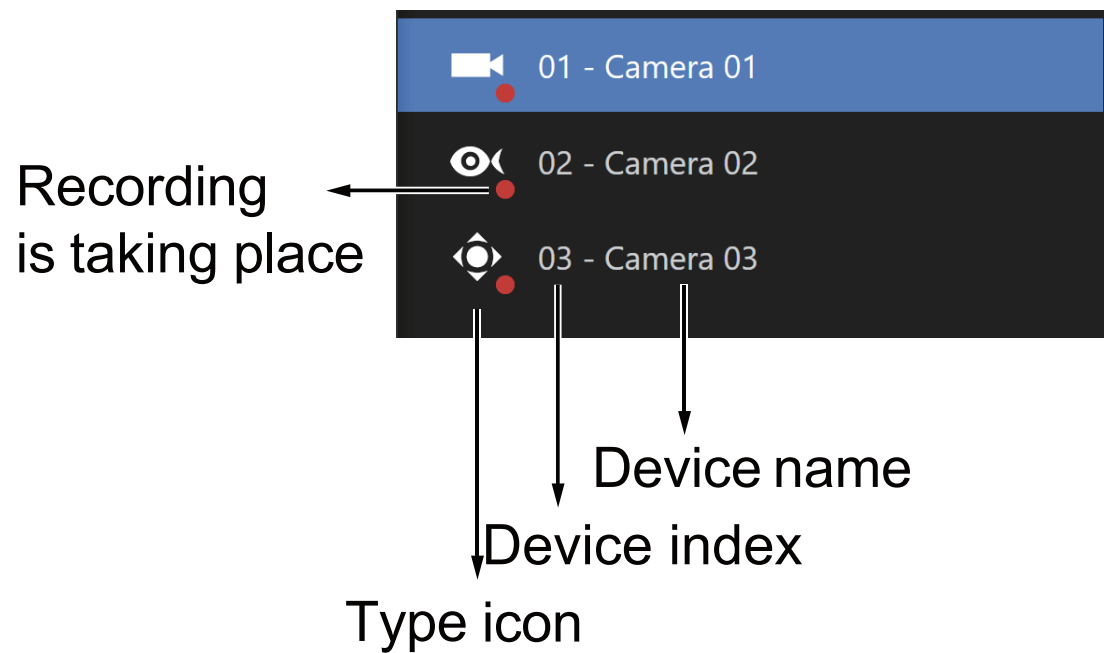 01 - Camera 01
02 - Camera 02
Recording
is taking place
03 - Camera 03
Device name
Device index
Type icon